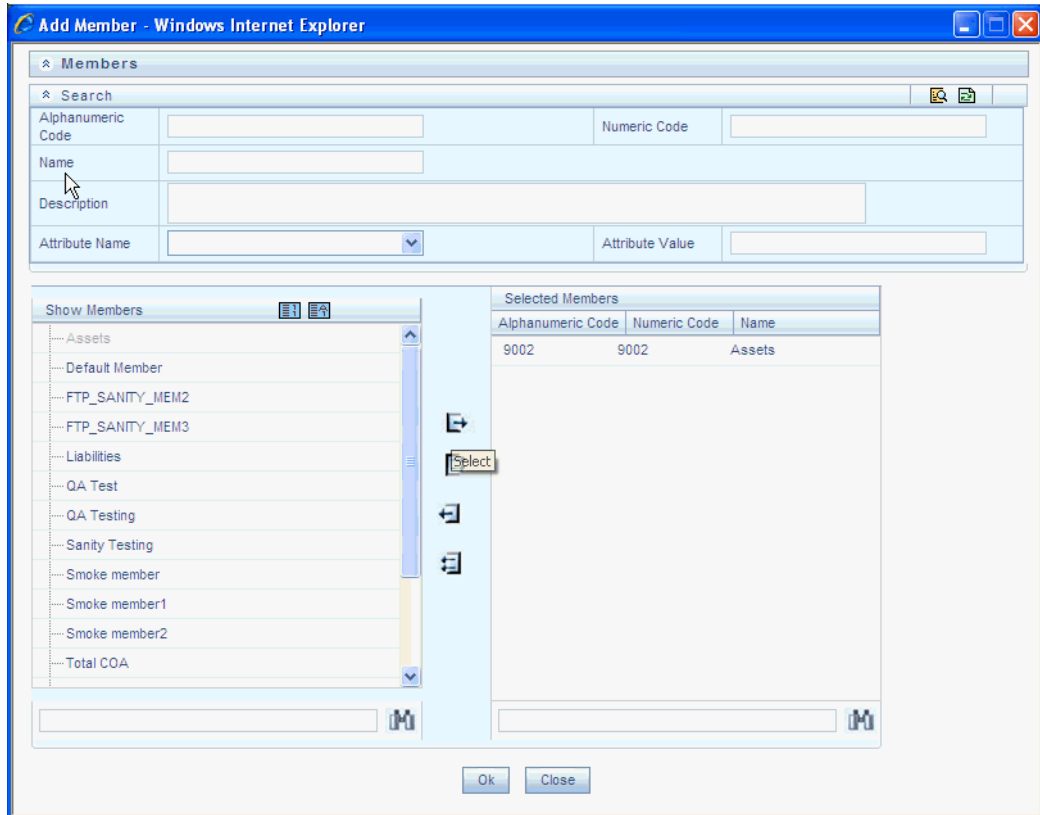 Add Member - Windows Internet Explorer
Members
Search
Alphanumeric
Code
Numeric Code
Name
Description
Attribute Name
Attribute Value
Show Members
Assets
Default Member
FTP_SANITY_MEM2
FTP_SANITY_MEM3
Liabilities
QA Test
QA Testing
Sanity Testing
Smoke member
Smoke member1
Smoke member2
Total COA
Select
Selected Members
Alphanumeric Code Numeric Code Name
9002 9002 Assets
Ok Close